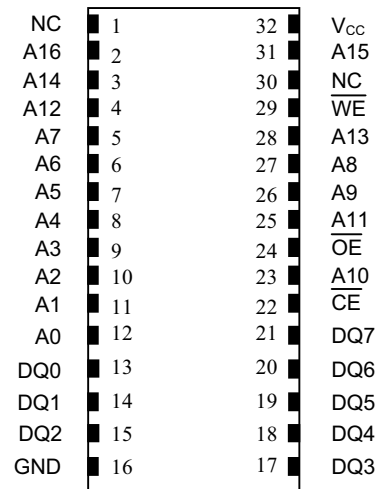 NC 1 32 VCC
A16 2 31 A15
A14 3 30 NC
A12 4 29 WE
A7 5 28 A13
A6 6 27 A8
A5 7 26 A9
A4 8 25 A11
A3 9 24 OE
A2 10 23 A10
A1 11 22 CE
A0 12 21 DQ7
DQ0 13 20 DQ6
DQ1 14 19 DQ5
DQ2 15 18 DQ4
GND 16 17 DQ3